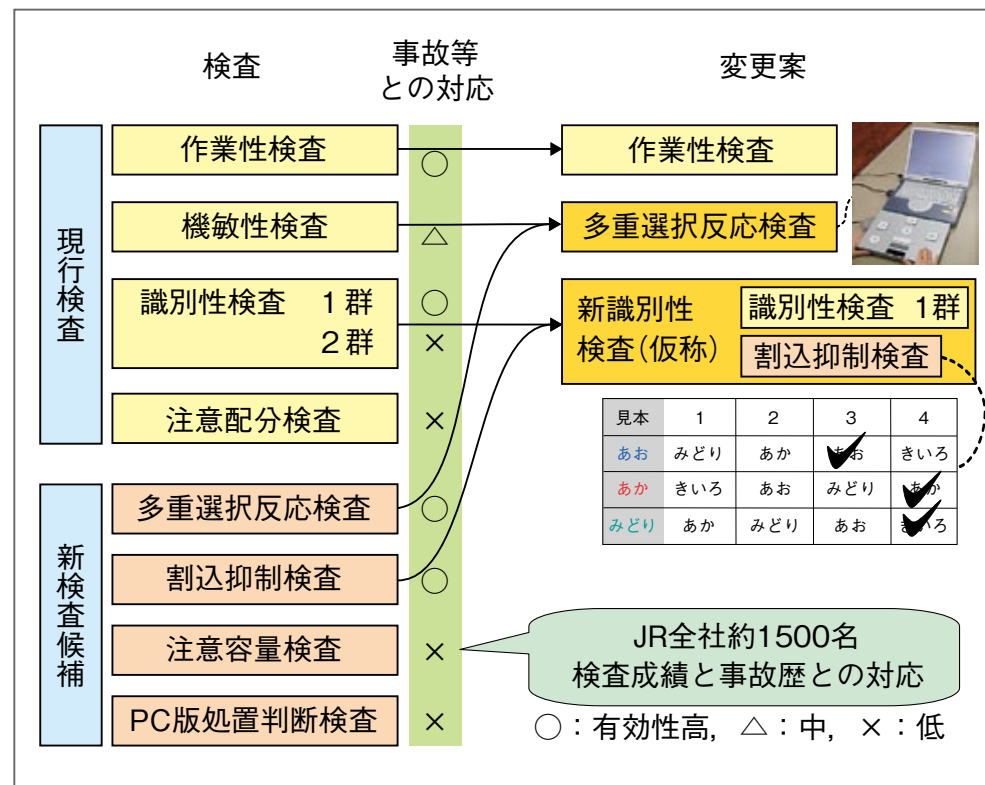 検査
事故等
との対応
変更案
現行検査
作業性検査
○
作業性検査
機敏性検査
△
多重選択反応検査
識別性検査 1群
○
2群
×
新識別性
検査(仮称)
識別性検査 1群
割込抑制検査
注意配分検査
×
見本 1 2 3 4
あお みどり あか あお きいろ
あか きいろ あお みどり あか
みどり あか みどり あお きいろ
新検査候補
多重選択反応検査
○
割込抑制検査
○
注意容量検査
×
PC版処置判断検査
×
JR全社約1500名
検査成績と事故歴との対応
○:有効性高, △:中, ×:低